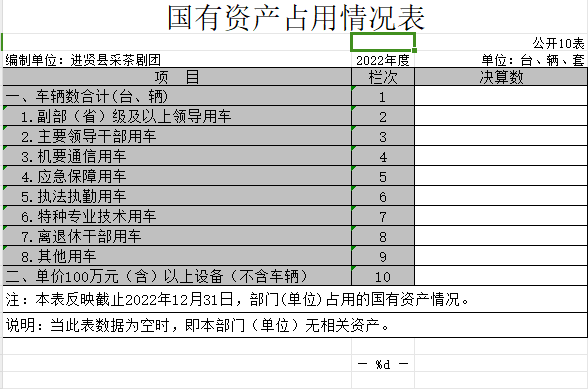 国有资产占用情况表
公开10表
编制单位：进贤县采茶剧团 2022年度 单位：台、辆、套
项 目 栏次 决算数
一、车辆数合计(台、辆) 1
1.副部（省）级及以上领导用车 2
2.主要领导干部用车 3
3.机要通信用车 4
4.应急保障用车 5
5.执法执勤用车 6
6.特种专业技术用车 7
7.离退休干部用车 8
8.其他用车 9
二、单价100万元（含）以上设备（不含车辆） 10
注：本表反映截止2022年12月31日，部门(单位)占用的国有资产情况。
说明：当此表数据为空时，即本部门（单位）无相关资产。
— %d —